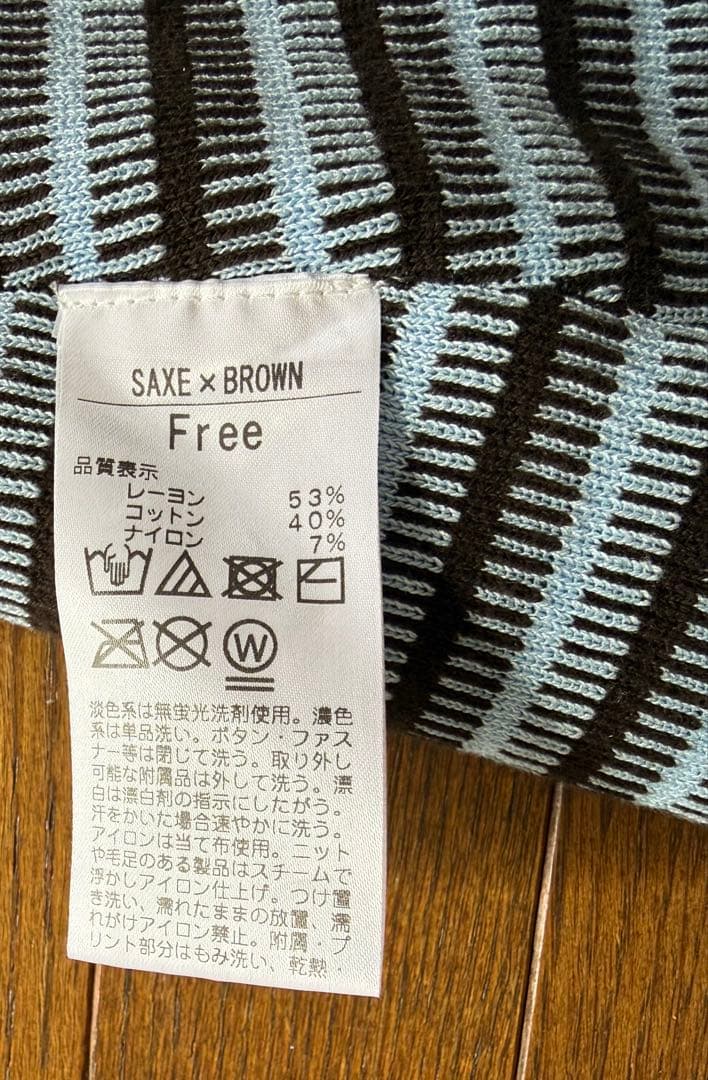 SAXE×BROWN
Free
品質表示
レーヨン 53%
コットン 40%
ナイロン 7%
W
淡色系は無蛍光洗剤使用。濃色
系は単品洗い。ボタン・ファス
ナー等は閉じて洗う。取り外し
可能な附属品は外して洗う。漂
白は漂白剤の指示にしたがう。
汗をかいた場合速やかに洗う。
アイロンは当て布使用。ニット
や毛足のある製品はスチームで
浮かしアイロン仕上げ。つけ置
き洗い、濡れたままの放置、濡
れがけアイロン禁止。附属・プ
リント部分はもみ洗い、乾熱・